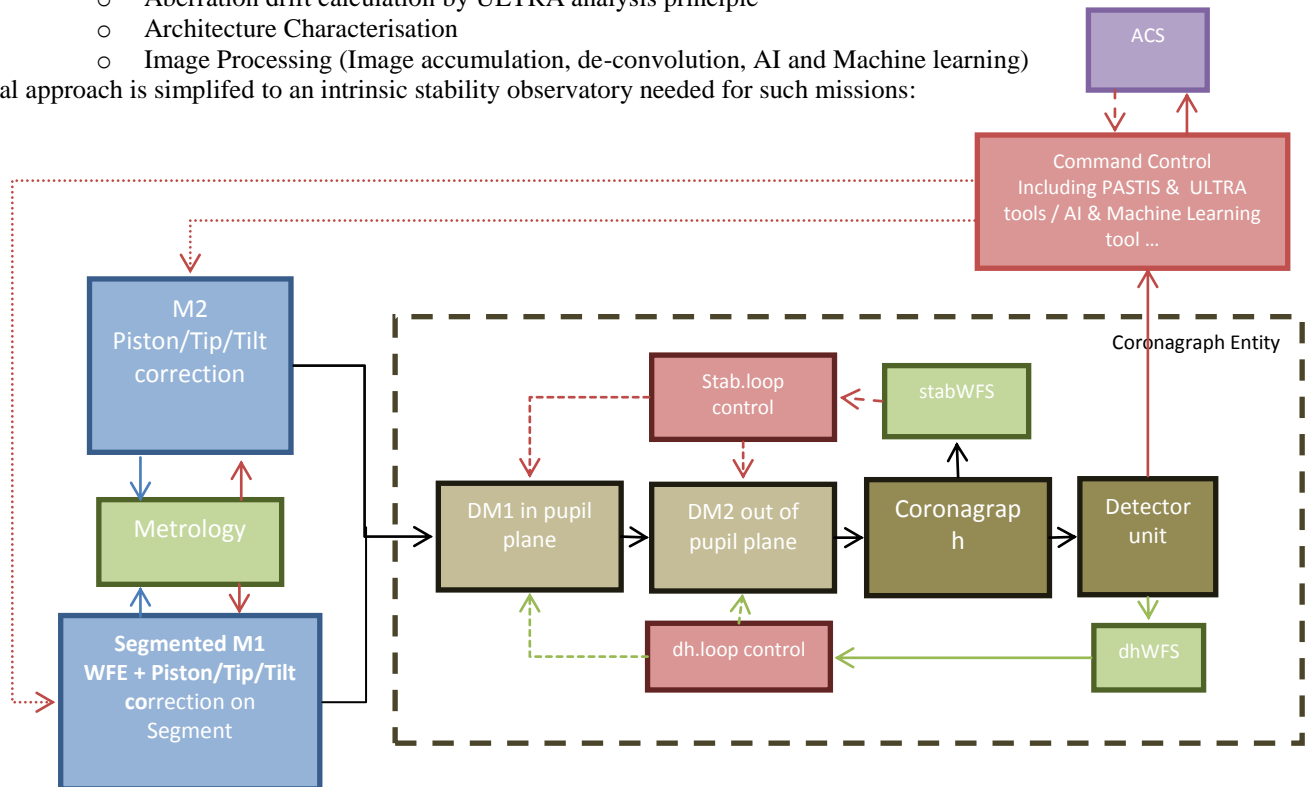 o Aberration drift calculation by ULTRA analysis principle
o Architecture Characterisation
o Image Processing (Image accumulation, de-convolution, AI and Machine learning)
al approach is simplifed to an intrinsic stability observatory needed for such missions:
ACS
Command Control
Including PASTIS & ULTRA
tools / AI & Machine Learning
tool ...
M2
Piston/Tip/Tilt
correction
Coronagraph Entity
Stab.loop
control
stabWFS
Metrology
DM1 in pupil
plane
DM2 out of
pupil plane
Coronagrap
h
Detector
unit
Segmented M1
WFE + Piston/Tip/Tilt
correction on
Segment
dh.loop control
dhWFS